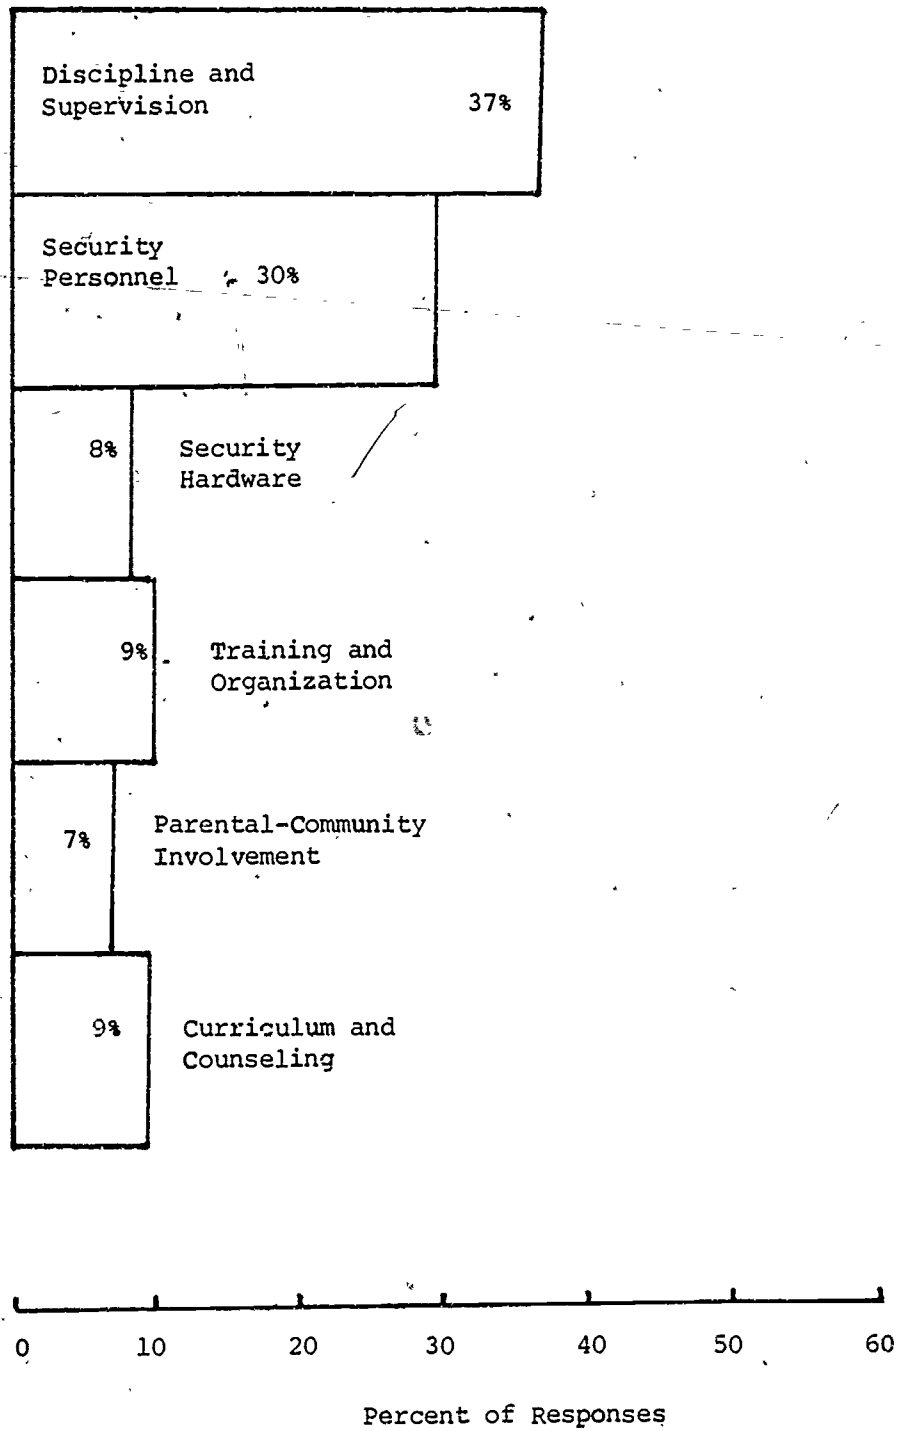 Discipline and
Supervision
37%
Security
Personnel 30%
8%
Security
Hardware
9%
Training and
Organization
7%
Parental-Community
Involvement
9%
Curriculum and
Counseling
0 10 20 30 40 50 60
Percent of Responses